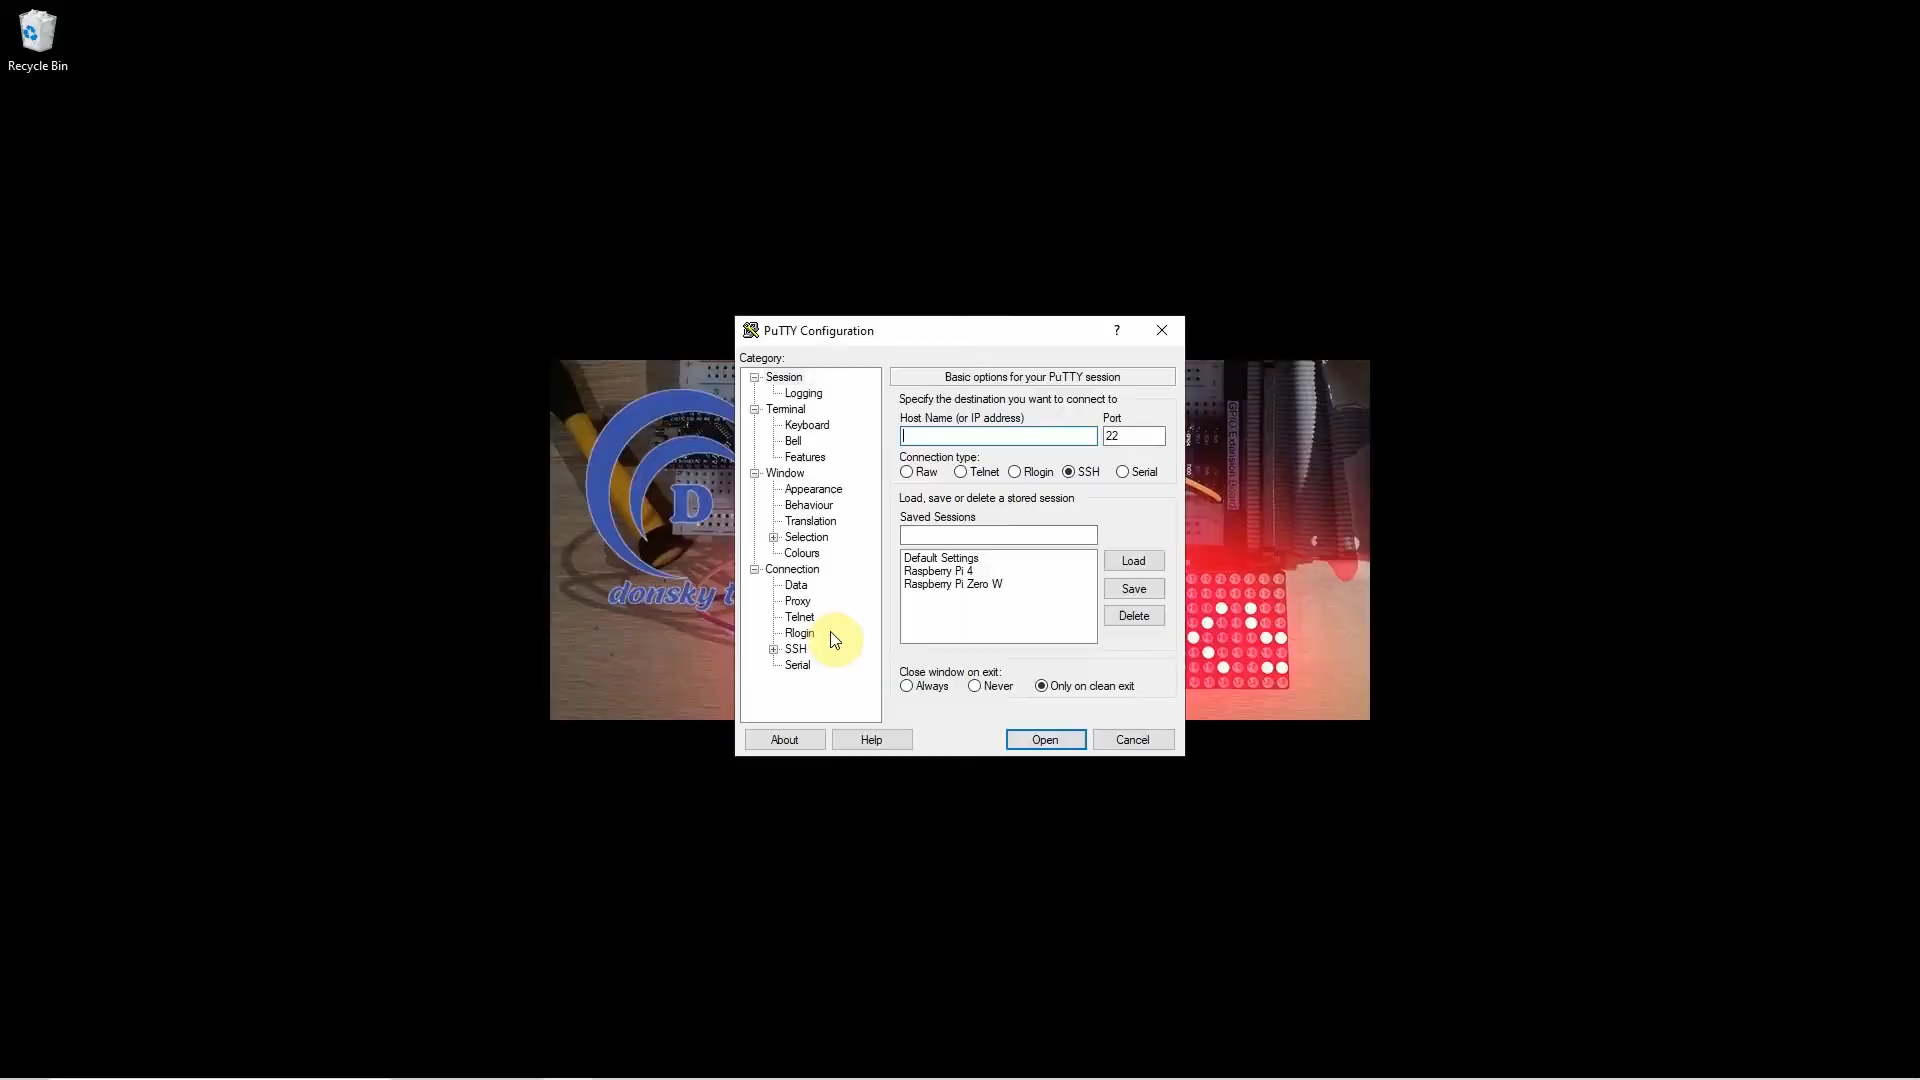 Recycle Bin
PuTTY Configuration
?
Category:
Session
Logging
Terminal
Keyboard
Bell
Features
Window
Appearance
Behaviour
Translation
Selection
Colours
Connection
Data
Proxy
Telnet
Rlogin
SSH
Serial
Basic options for your PuTTY session
Specify the destination you want to connect to
Host Name (or IP address) Port
22
Connection type:
Raw Telnet Rlogin SSH Serial
Load, save or delete a stored session
Saved Sessions
Default Settings
Raspberry Pi 4
Raspberry Pi Zero W
Load
Save
Delete
Close window on exit:
Always Never Only on clean exit
About Help Open Cancel
D
donsky t
GPIO Extension Board